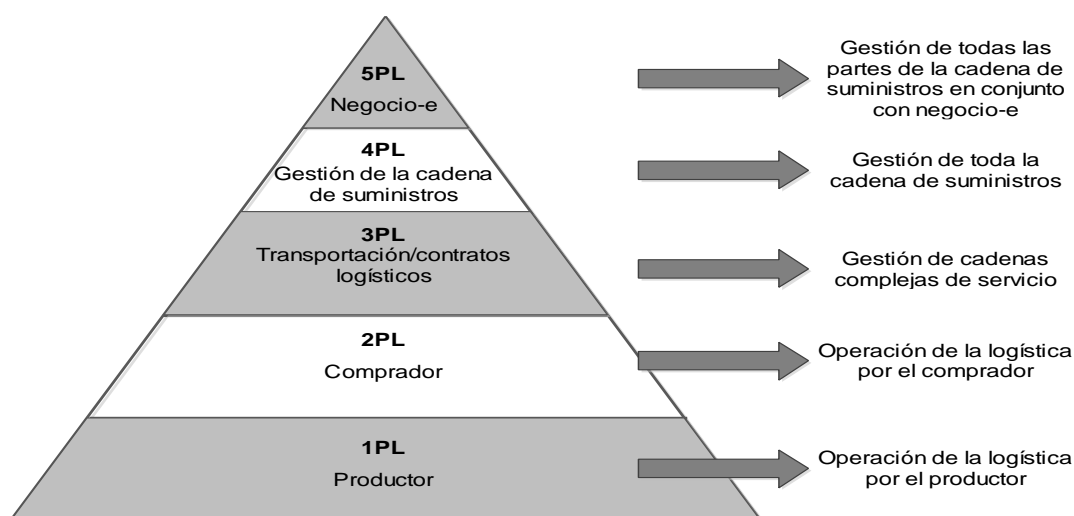 5PL
Negocio-e
Gestión de todas las
partes de la cadena de
suministros en conjunto
con negocio-e
4PL
Gestión de la cadena
de suministros
Gestión de toda la
cadena de suministros
3PL
Transportación/contratos
logísticos
Gestión de cadenas
complejas de servicio
2PL
Comprador
Operación de la logística
por el comprador
1PL
Productor
Operación de la logística
por el productor